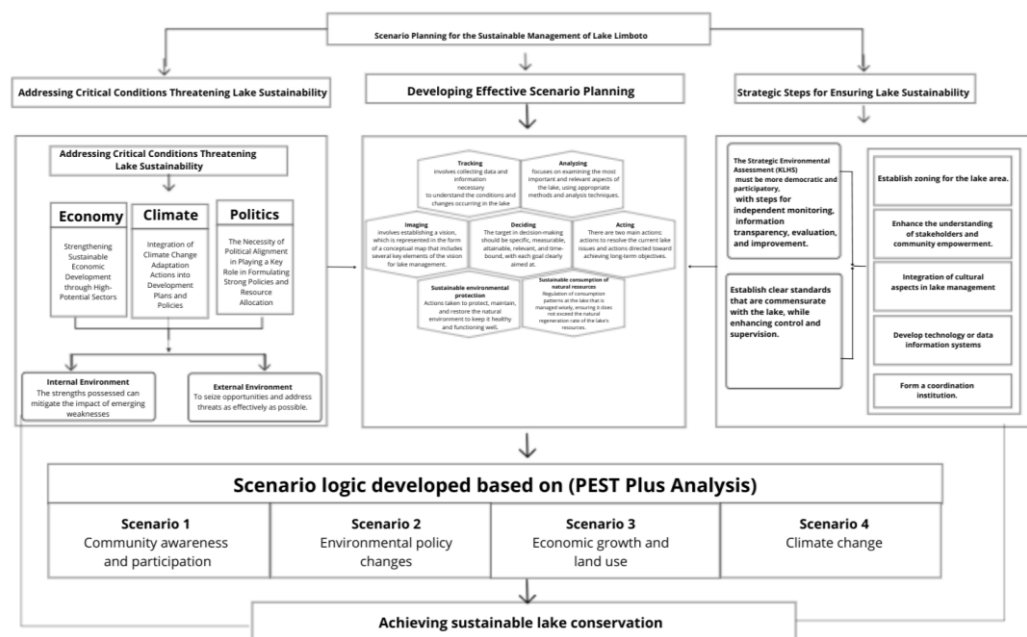 Scenario Planning for the Sustainable Management of Lake Limboto
Addressing Critical Conditions Threatening Lake Sustainability
Developing Effective Scenario Planning
Strategic Steps for Ensuring Lake Sustainability
Addressing Critical Conditions Threatening
Lake Sustainability
Economy
Strengthening
Sustainable
Economic
Development
through High-
Potential Sectors
Climate
Integration of
Climate Change
Adaptation
Actions into
Development
Plans and
Policies
Politics
The Necessity of
Political Alignment
in Playing a Key
Role in Formulating
Strong Policies and
Resource
Allocation
Internal Environment
The strengths possessed can
mitigate the impact of emerging
weaknesses
External Environment
To seize opportunities and address
threats as effectively as possible.
Tracking
involves collecting data and
information
necessary
to understand the conditions and
changes occurring in the lake
Analyzing
focuses on examining the most
important and relevant aspects of
the lake, using appropriate
methods and analysis techniques.
Imaging
involves establishing a vision,
which is represented in the form
of a conceptual map that includes
several key elements of the vision
for lake management.
Deciding
The target in decision-making
should be specific, measurable,
attainable, relevant, and time-
bound, with each goal clearly
aimed at.
Acting
There are two main actions:
actions to resolve the current lake
issues and actions directed toward
achieving long-term objectives.
Sustainable environmental
protection
Actions taken to protect, maintain,
and restore the natural
environment to keep it healthy
and functioning well.
Sustainable consumption of
natural resources
Regulation of consumption
patterns at the lake that is
managed wisely, ensuring it does
not exceed the natural
regeneration rate of the lake's
resources.
The Strategic Environmental
Assessment (KLHS)
must be more democratic and
participatory,
with steps for
independent monitoring,
information
transparency, evaluation,
and improvement.
Establish clear standards
that are commensurate
with the lake, while
enhancing control and
supervision.
Establish zoning for the lake area.
Enhance the understanding
of stakeholders and
community empowerment.
Integration of cultural
aspects in lake management
Develop technology or data
information systems
Form a coordination
institution.
Scenario logic developed based on (PEST Plus Analysis)
Scenario 1
Community awareness
and participation
Scenario 2
Environmental policy
changes
Scenario 3
Economic growth and
land use
Scenario 4
Climate change
Achieving sustainable lake conservation